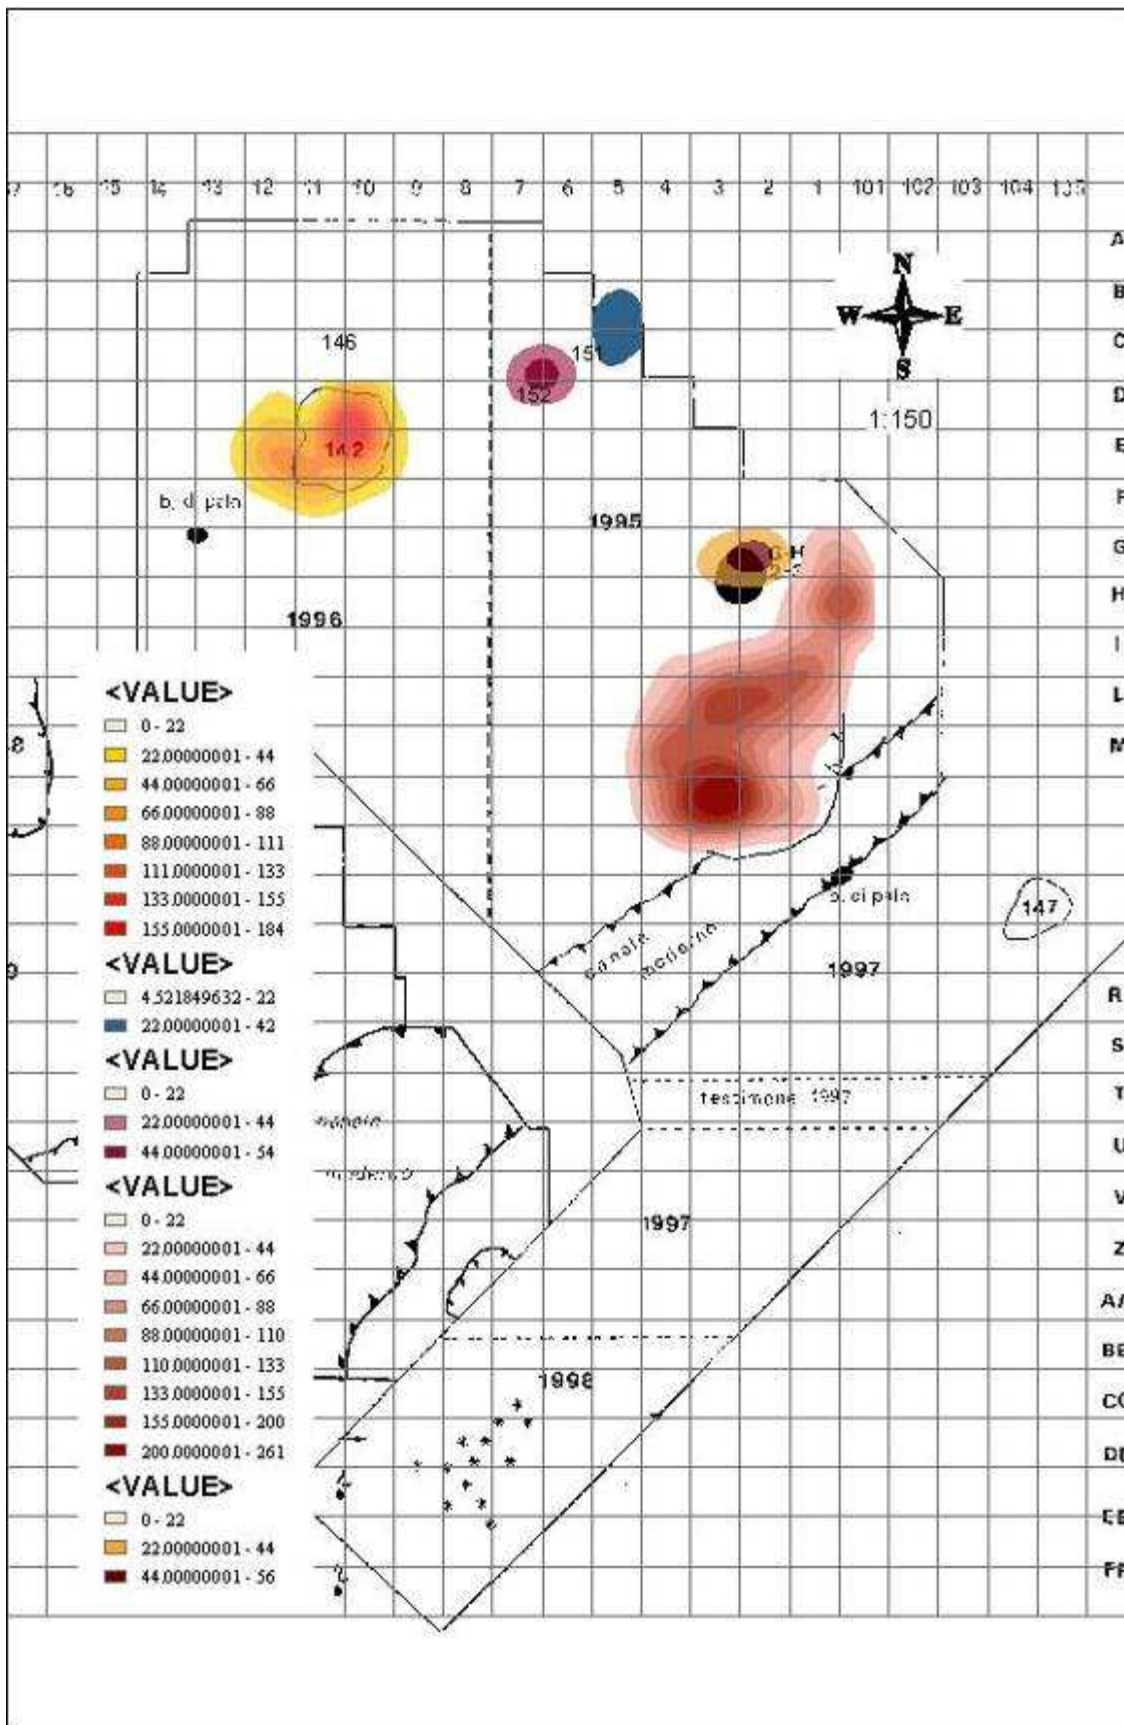 16 15 14 13 12 11 10 9 8 7 6 5 4 3 2 1 101 102 103 104 105
A
N
B
W E
C
S
146
151
152
D
1:150
E
142
b. di palo
F
1995
G
G-H
H
1996
I
<VALUE>
L
0 - 22
M
22.00000001 - 44
44.00000001 - 66
66.00000001 - 88
88.00000001 - 111
111.0000001 - 133
133.0000001 - 155
155.0000001 - 184
b. di palo
147
canale
moderno
1997
<VALUE>
R
4.521849632 - 22
22.00000001 - 42
S
<VALUE>
T
0 - 22
testimone 1997
22.00000001 - 44
44.00000001 - 54
U
moderno
<VALUE>
V
0 - 22
1997
22.00000001 - 44
Z
44.00000001 - 66
66.00000001 - 88
88.00000001 - 110
110.0000001 - 133
1998
133.0000001 - 155
155.0000001 - 200
200.0000001 - 261
<VALUE>
0 - 22
22.00000001 - 44
44.00000001 - 56